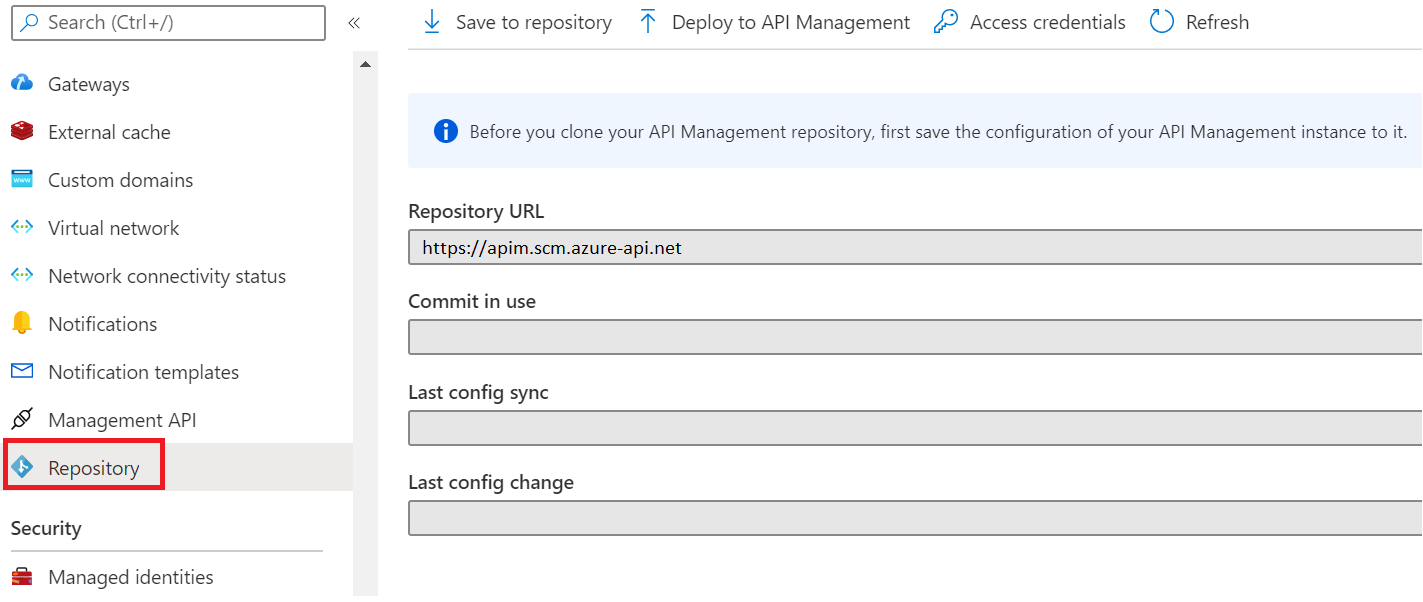 Search (Ctrl+/)
«
Gateways
External cache
www
Custom domains
Virtual network
Network connectivity status
Notifications
Notification templates
Management API
Repository
Security
Managed identities
Save to repository
Deploy to API Management
Access credentials
Refresh
Before you clone your API Management repository, first save the configuration of your API Management instance to it.
Repository URL
https://apim.scm.azure-api.net
Commit in use
Last config sync
Last config change